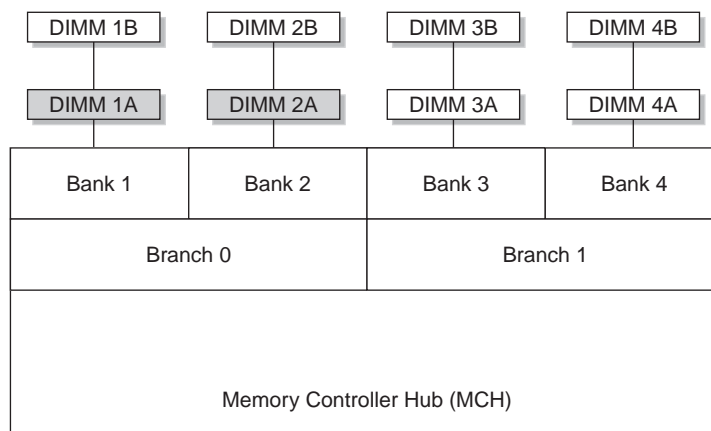 DIMM 1B DIMM 2B DIMM 3B DIMM 4B
DIMM 1A DIMM 2A DIMM 3A DIMM 4A
Bank 1 Bank 2 Bank 3 Bank 4
Branch 0 Branch 1
Memory Controller Hub (MCH)